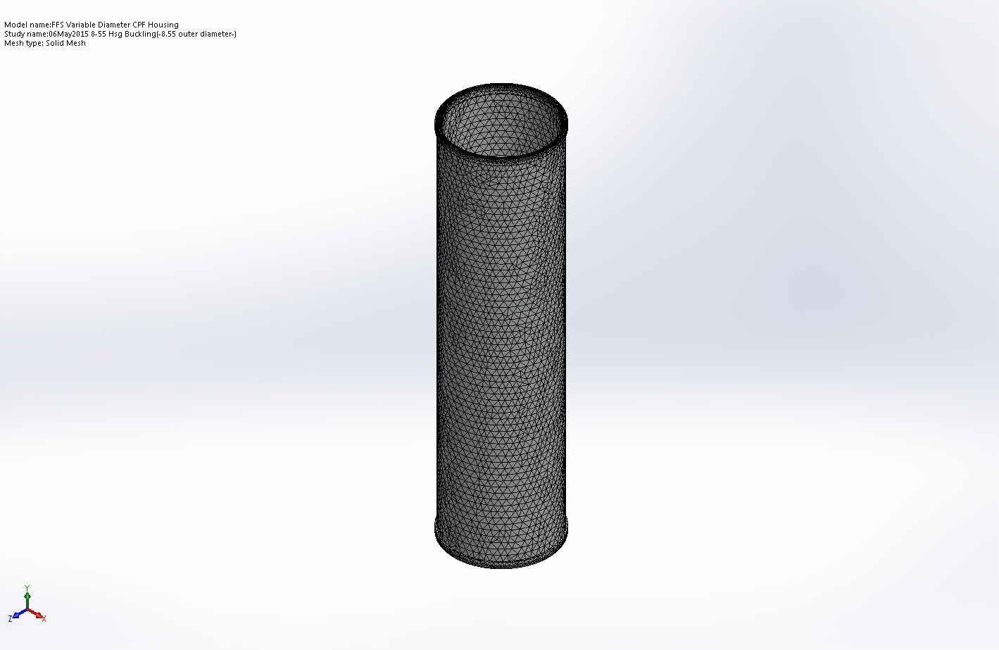 Model name:FFS Variable Diameter CPF Housing
Study name:06May2015 8-55 Hsg Buckling(-8.55 outer diameter-)
Mesh type: Solid Mesh
Y
Z
X